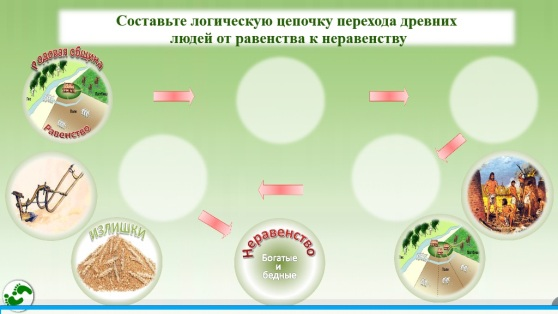 Составьте логическую цепочку перехода древних
людей от равенства к неравенству
Родовая община
Равенство
ИЗЛИШКИ
Неравенство
Богатые
и
бедные